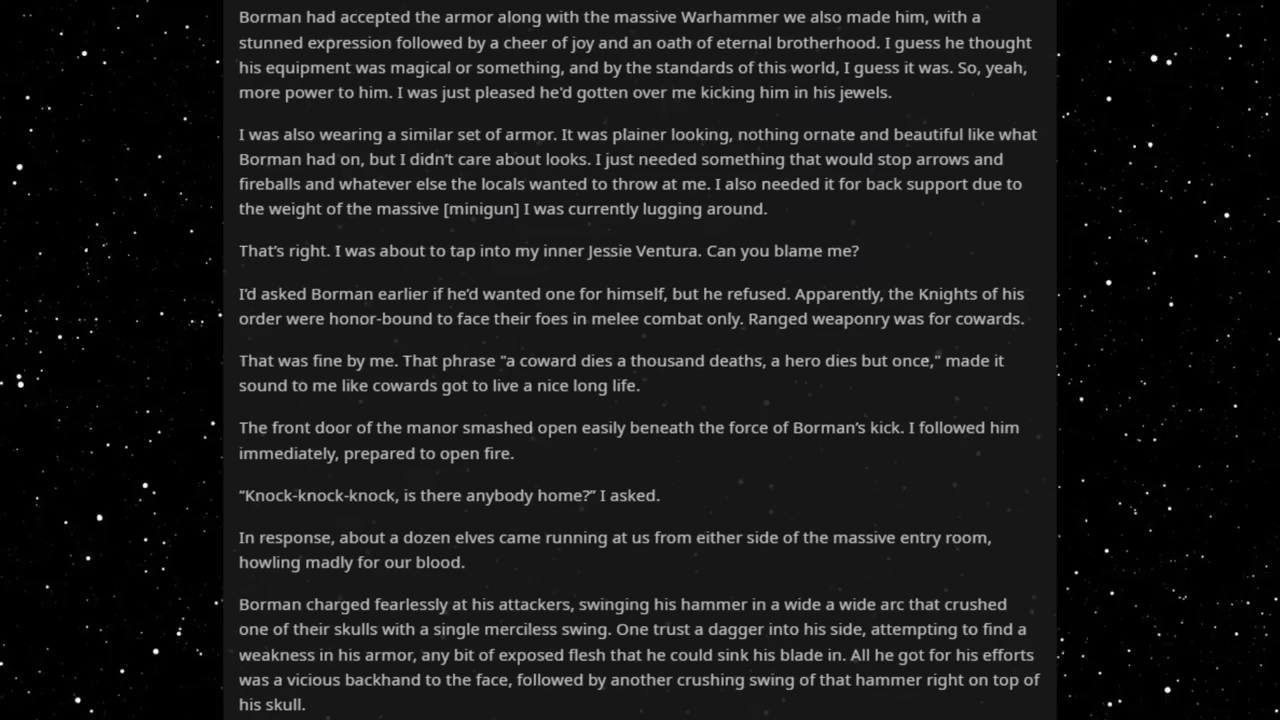 Borman had accepted the armor along with the massive Warhammer we also made him, with a
stunned expression followed by a cheer of joy and an oath of eternal brotherhood. I guess he thought
his equipment was magical or something, and by the standards of this world, I guess it was. So, yeah,
more power to him. I was just pleased he'd gotten over me kicking him in his jewels.
I was also wearing a similar set of armor. It was plainer looking, nothing ornate and beautiful like what
Borman had on, but I didn’t care about looks. I just needed something that would stop arrows and
fireballs and whatever else the locals wanted to throw at me. I also needed it for back support due to
the weight of the massive [minigun] I was currently lugging around.
That’s right. I was about to tap into my inner Jessie Ventura. Can you blame me?
I’d asked Borman earlier if he’d wanted one for himself, but he refused. Apparently, the Knights of his
order were honor-bound to face their foes in melee combat only. Ranged weaponry was for cowards.
That was fine by me. That phrase "a coward dies a thousand deaths, a hero dies but once," made it
sound to me like cowards got to live a nice long life.
The front door of the manor smashed open easily beneath the force of Borman’s kick. I followed him
immediately, prepared to open fire.
“Knock-knock-knock, is there anybody home?” I asked.
In response, about a dozen elves came running at us from either side of the massive entry room,
howling madly for our blood.
Borman charged fearlessly at his attackers, swinging his hammer in a wide a wide arc that crushed
one of their skulls with a single merciless swing. One trust a dagger into his side, attempting to find a
weakness in his armor, any bit of exposed flesh that he could sink his blade in. All he got for his efforts
was a vicious backhand to the face, followed by another crushing swing of that hammer right on top of
his skull.